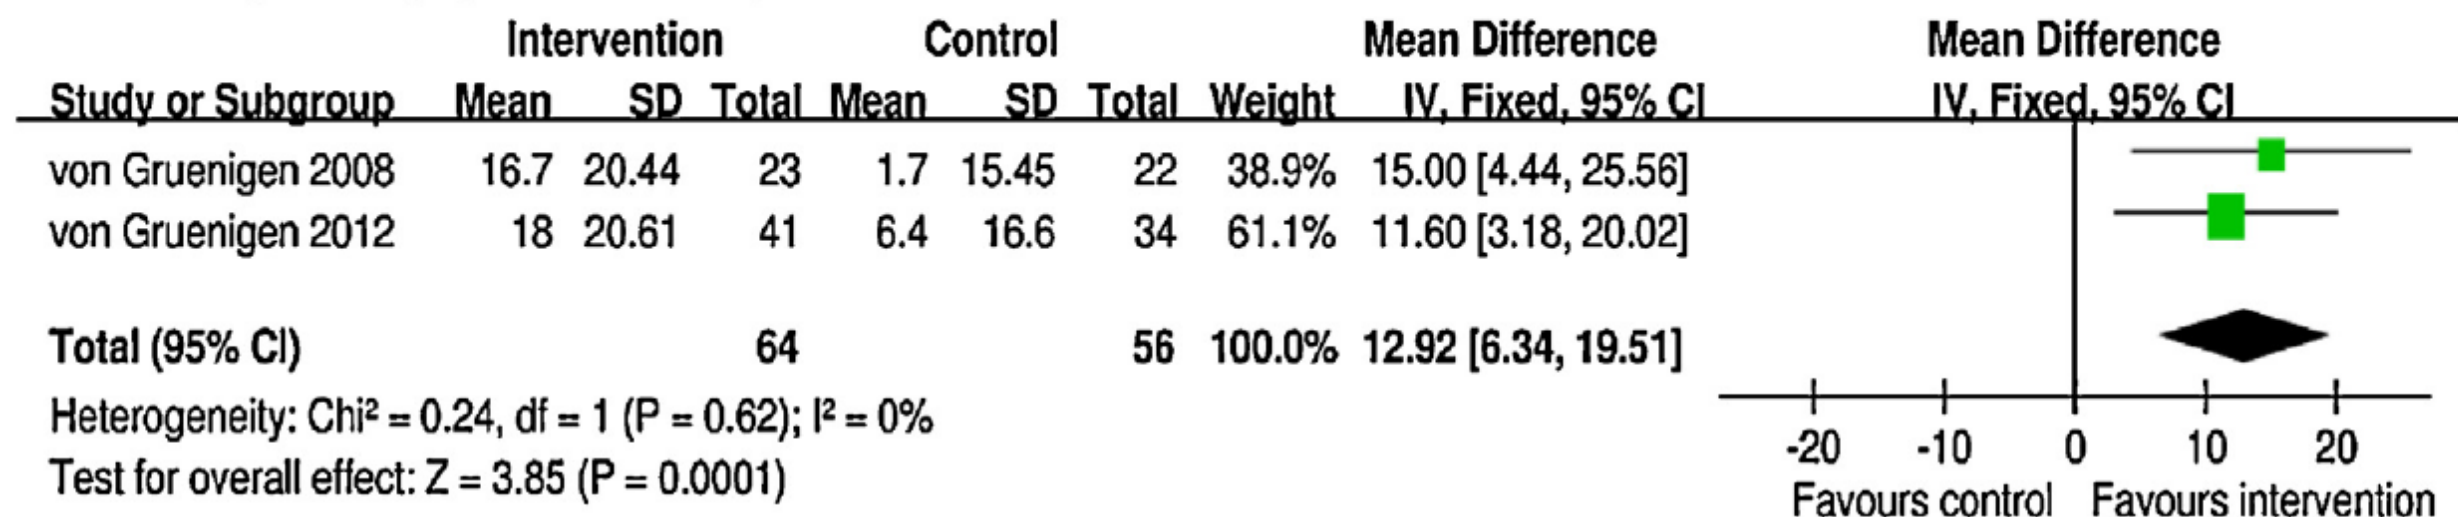 Intervention Control Mean Difference Mean Difference
Study or Subgroup Mean SD Total Mean SD Total Weight IV, Fixed, 95% CI IV, Fixed, 95% CI
von Gruenigen 2008 16.7 20.44 23 1.7 15.45 22 38.9% 15.00 [4.44, 25.56]
von Gruenigen 2012 18 20.61 41 6.4 16.6 34 61.1% 11.60 [3.18, 20.02]
Total (95% CI) 64 56 100.0% 12.92 [6.34, 19.51]
Heterogeneity: Chi² = 0.24, df = 1 (P = 0.62); I² = 0%
Test for overall effect: Z = 3.85 (P = 0.0001)
-20 -10 0 10 20
Favours control Favours intervention